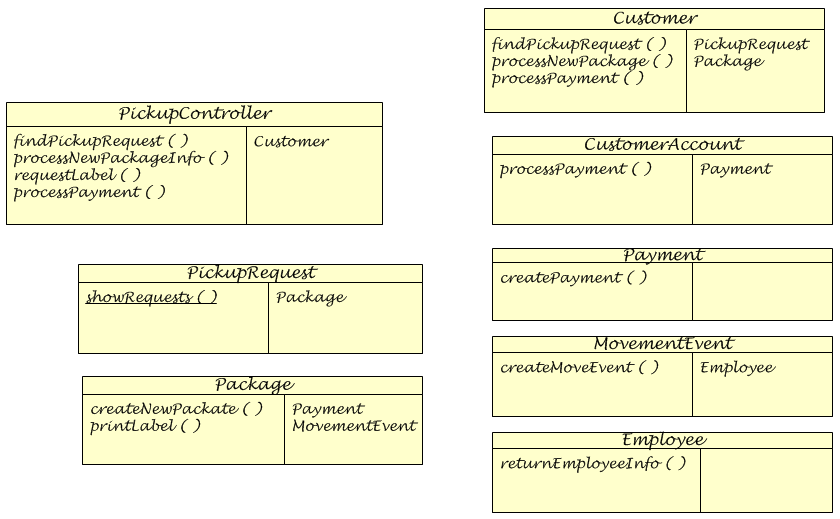 Customer
findPickupRequest ( )
processNewPackage ( )
processPayment ( )
PickupRequest
Package
PickupController
findPickupRequest ( )
processNewPackageInfo ( )
requestLabel ( )
processPayment ( )
Customer
CustomerAccount
processPayment ( )
Payment
PickupRequest
showRequests ( )
Package
Payment
createPayment ( )
MovementEvent
createMoveEvent ( )
Employee
Package
createNewPackate ( )
printLabel ( )
Payment
MovementEvent
Employee
returnEmployeeInfo ( )